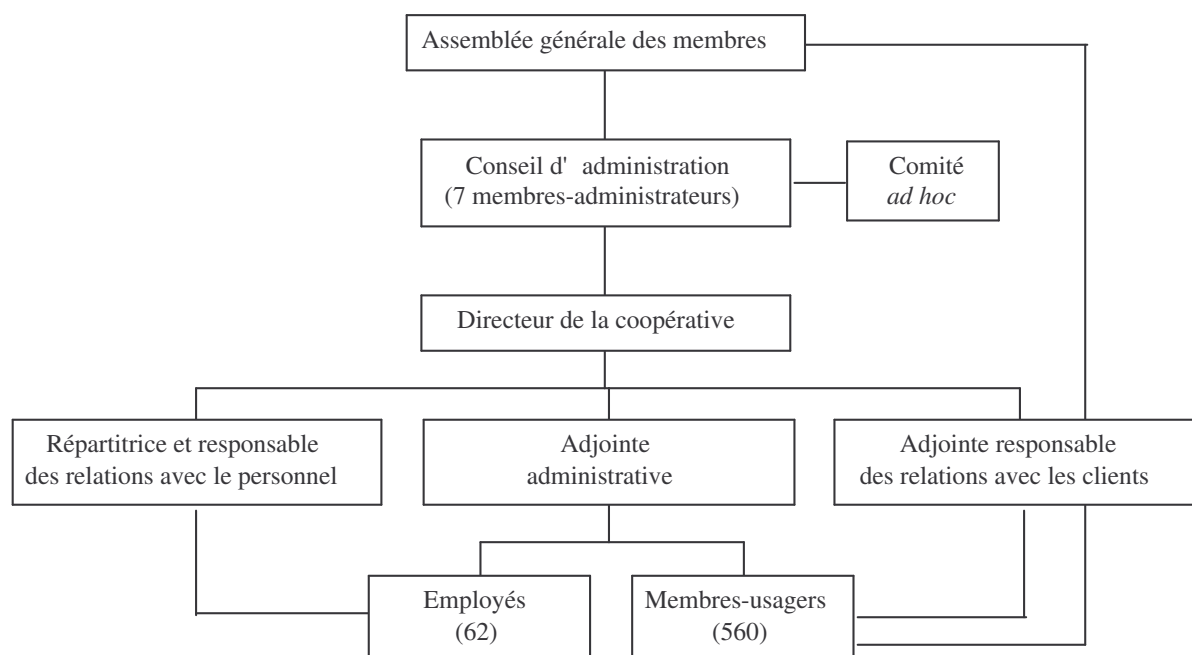 Assemblée générale des membres
Conseil d' administration
(7 membres-administrateurs)
Comité
ad hoc
Directeur de la coopérative
Répartitrice et responsable
des relations avec le personnel
Adjointe
administrative
Adjointe responsable
des relations avec les clients
Employés
(62)
Membres-usagers
(560)